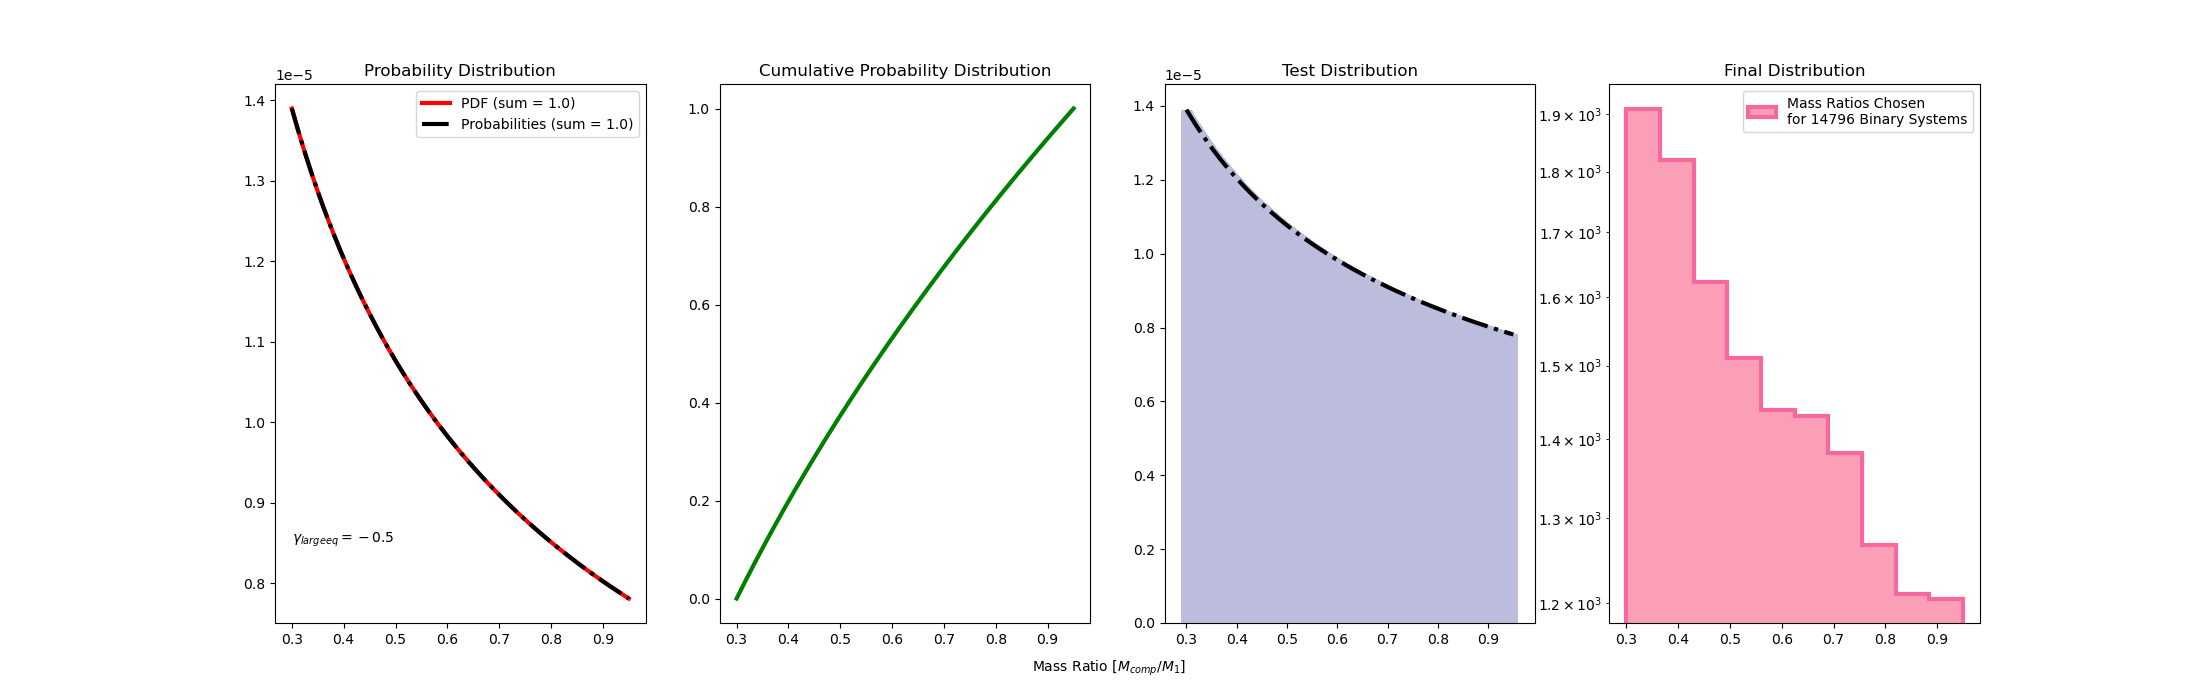 Probability Distribution
1e−5
PDF (sum = 1.0)
Probabilities (sum = 1.0)
1.4
1.3
1.2
1.1
1.0
0.9
0.8
γ_{largeeq} = −0.5
0.3 0.4 0.5 0.6 0.7 0.8 0.9
Cumulative Probability Distribution
1.0
0.8
0.6
0.4
0.2
0.0
0.3 0.4 0.5 0.6 0.7 0.8 0.9
Test Distribution
1e−5
1.4
1.2
1.0
0.8
0.6
0.4
0.2
0.0
0.3 0.4 0.5 0.6 0.7 0.8 0.9
Final Distribution
Mass Ratios Chosen
for 14796 Binary Systems
1.9 × 10³
1.8 × 10³
1.7 × 10³
1.6 × 10³
1.5 × 10³
1.4 × 10³
1.3 × 10³
1.2 × 10³
0.3 0.4 0.5 0.6 0.7 0.8 0.9
Mass Ratio [M_{comp}/M_1]